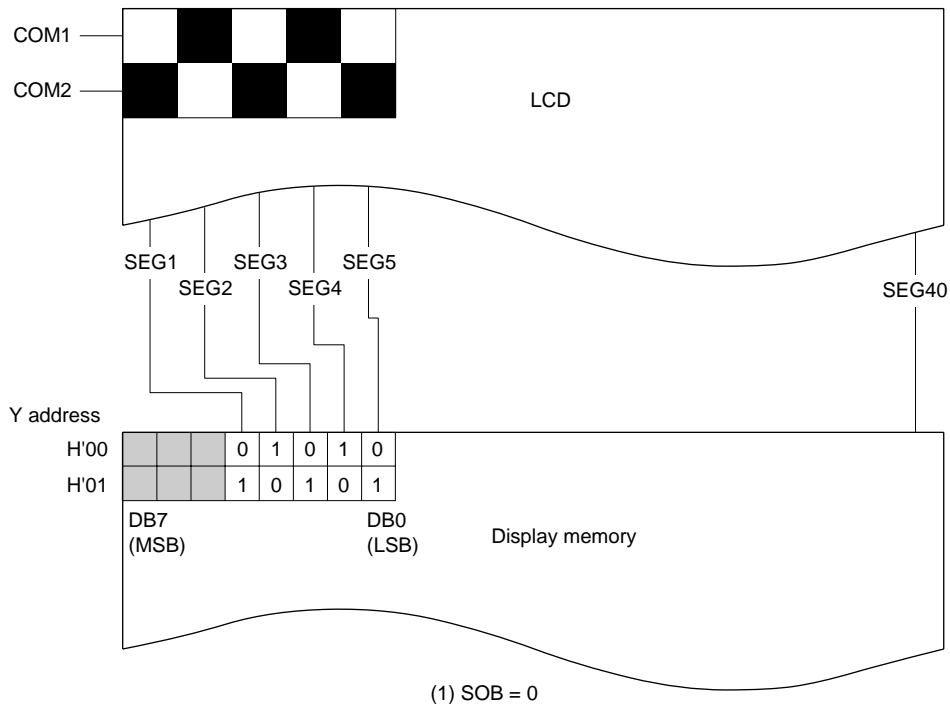 COM1
COM2
LCD
SEG1 SEG3 SEG5
SEG2 SEG4 SEG40
Y address
H'00 0 1 0 1 0
H'01 1 0 1 0 1
DB7 DB0
(MSB) (LSB)
Display memory
(1) SOB = 0